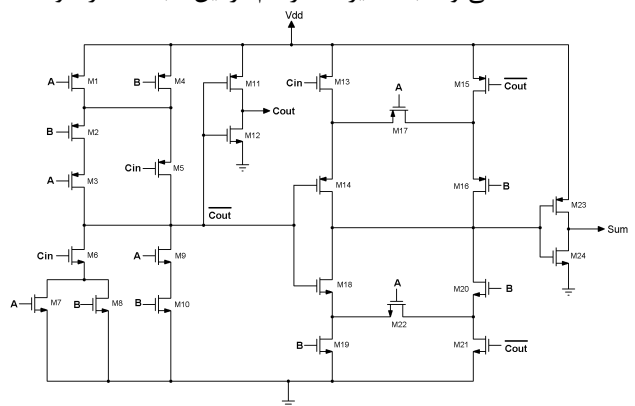 Vdd
A M1 B M4 M11 Cin M13 A M15 Cout
Cout
B M2 M12 M17
A M3 Cin M5 M14 M16 B M23
Cout
Sum
Cin M6 A M9 M18 A M20 B M24
A M7 B M8 B M10 M22
B M19 M21 Cout